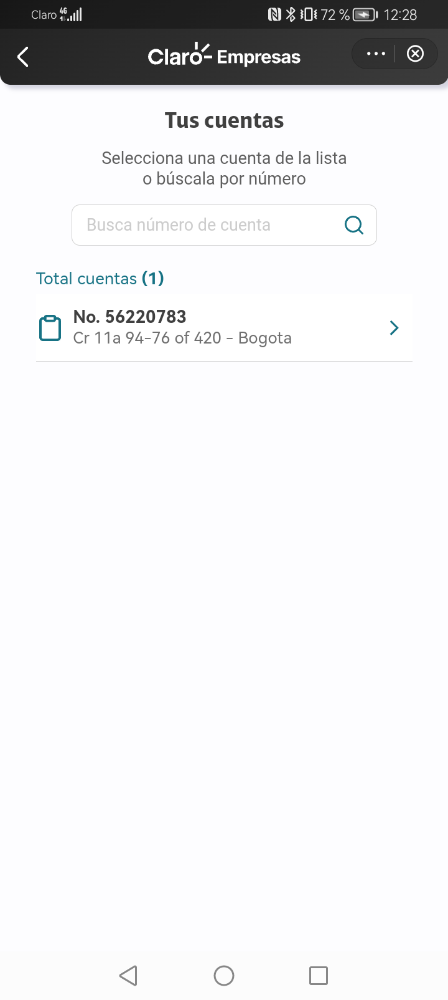 Claro 4G 72 % 12:28
Claro Empresas
Tus cuentas
Selecciona una cuenta de la lista
o búscala por número
Busca número de cuenta
Total cuentas (1)
No. 56220783
Cr 11a 94-76 of 420 - Bogota